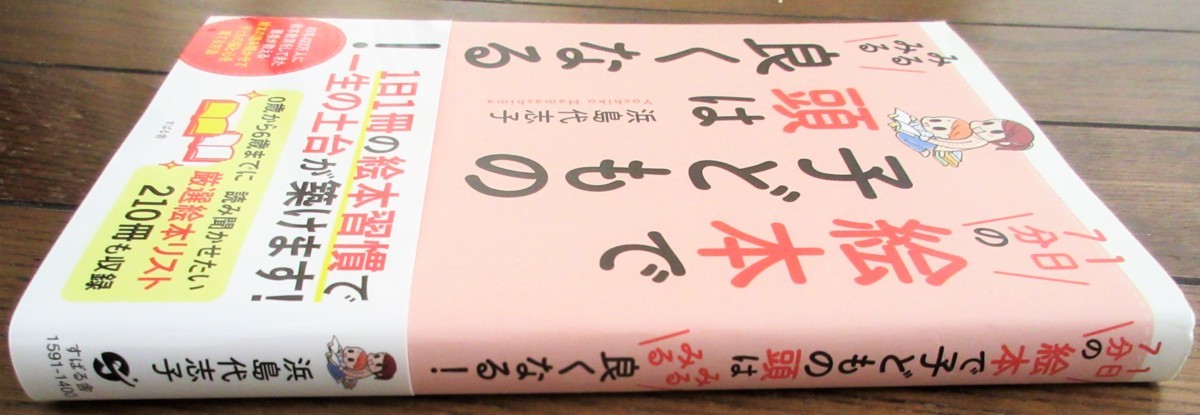 1日
7分の
絵本で
子どもの
頭は
みる
みる
良くなる
!
浜島代志子
Yoshiko Hamashima
1日1冊の絵本習慣で
一生の土台が築けます!
0歳から6歳までに
読み聞かせたい
厳選絵本リスト
210冊も収録
すばる舎
1日
7分の
絵本で子どもの頭は
みる
みる
良くなる!
浜島代志子
すばる舎
1591-1400